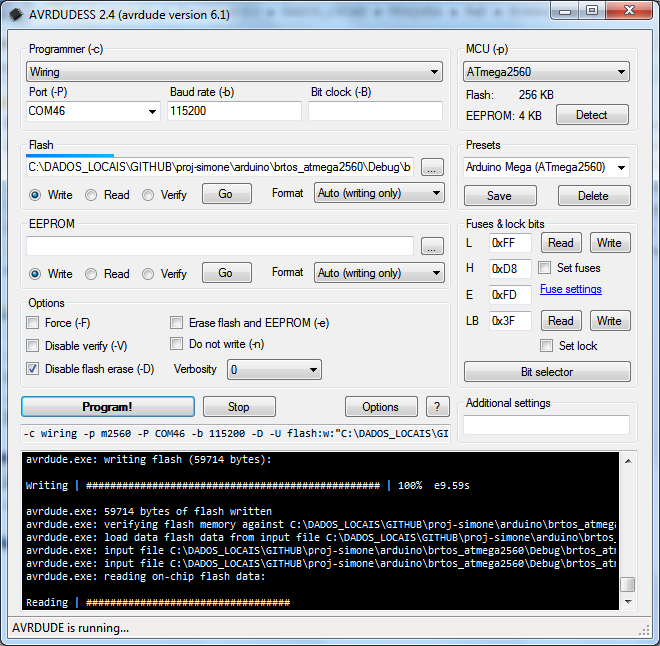 AVRDUDESS 2.4 (avrdude version 6.1)
Programmer (-c)
Wiring
Port (-P)
Baud rate (-b)
Bit clock (-B)
COM46
115200
MCU (-p)
ATmega2560
Flash: 256 KB
EEPROM: 4 KB
Detect
Flash
C:\DADOS_LOCAIS\GITHUB\proj-simone\arduino\brtos_atmega2560\Debug\b
...
Write
Read
Verify
Go
Format
Auto (writing only)
Presets
Arduino Mega (ATmega2560)
Save
Delete
EEPROM
...
Write
Read
Verify
Go
Format
Auto (writing only)
Fuses & lock bits
L
0xFF
Read
Write
H
0xD8
Set fuses
E
0xFD
Fuse settings
LB
0x3F
Read
Write
Set lock
Bit selector
Options
Force (-F)
Erase flash and EEPROM (-e)
Disable verify (-V)
Do not write (-n)
Disable flash erase (-D)
Verbosity
0
Program!
Stop
Options
?
Additional settings
-c wiring -p m2560 -P COM46 -b 115200 -D -U flash:w:"C:\DADOS_LOCAIS\GI
avrdude.exe: writing flash (59714 bytes):
Writing | ################################################## | 100% e9.59s
avrdude.exe: 59714 bytes of flash written
avrdude.exe: verifying flash memory against C:\DADOS_LOCAIS\GITHUB\proj-simone\arduino\brtos_atmega
avrdude.exe: load data flash data from input file C:\DADOS_LOCAIS\GITHUB\proj-simone\arduino\brtos_
avrdude.exe: input file C:\DADOS_LOCAIS\GITHUB\proj-simone\arduino\brtos_atmega2560\Debug\brtos_atm
avrdude.exe: input file C:\DADOS_LOCAIS\GITHUB\proj-simone\arduino\brtos_atmega2560\Debug\brtos_atm
avrdude.exe: reading on-chip flash data:
Reading | ##################################
AVRDUDE is running...